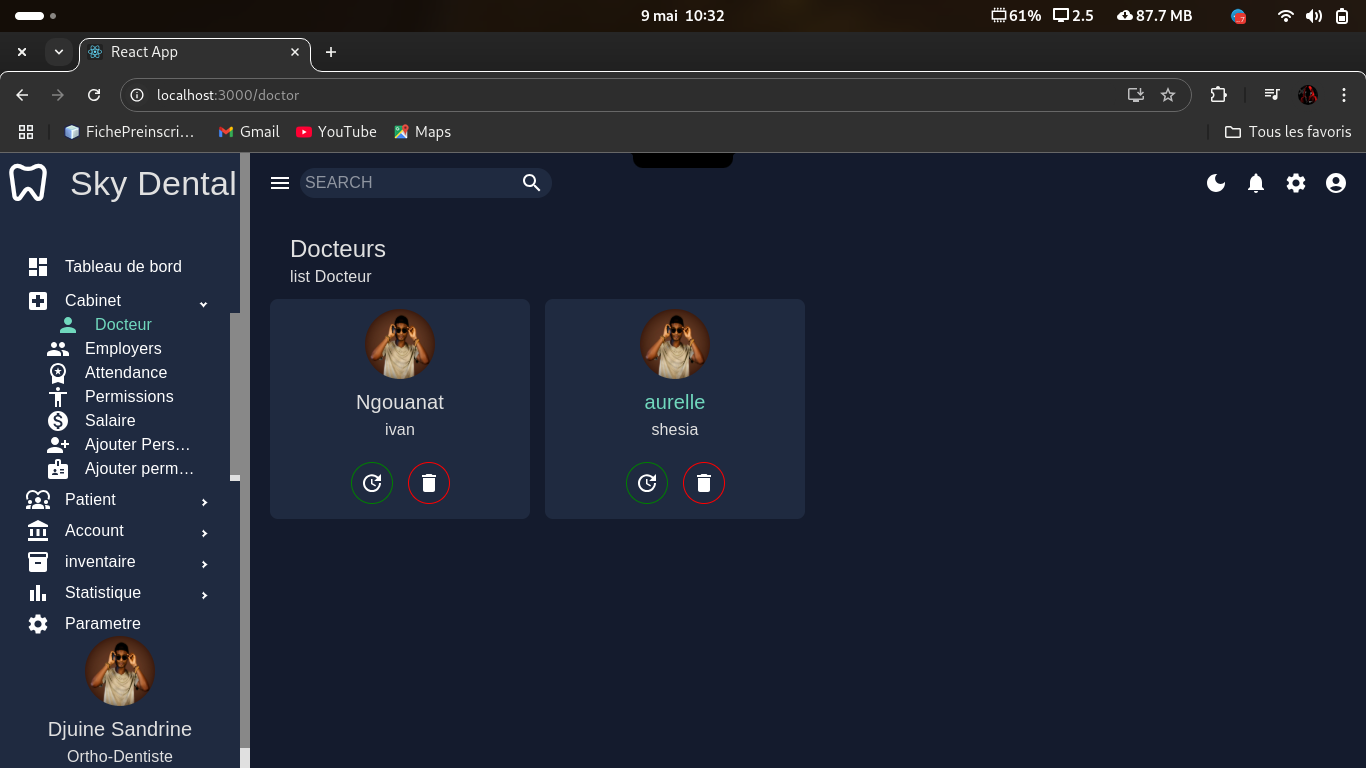 9 mai 10:32
61% 2.5 87.7 MB
React App
localhost:3000/doctor
FichePreinscri… Gmail YouTube Maps Tous les favoris
Sky Dental
SEARCH
Tableau de bord
Cabinet
Docteur
Employers
Attendance
Permissions
Salaire
Ajouter Pers…
Ajouter perm…
Patient
Account
inventaire
Statistique
Parametre
Djuine Sandrine
Ortho-Dentiste
Docteurs
list Docteur
Ngouanat
ivan
aurelle
shesia